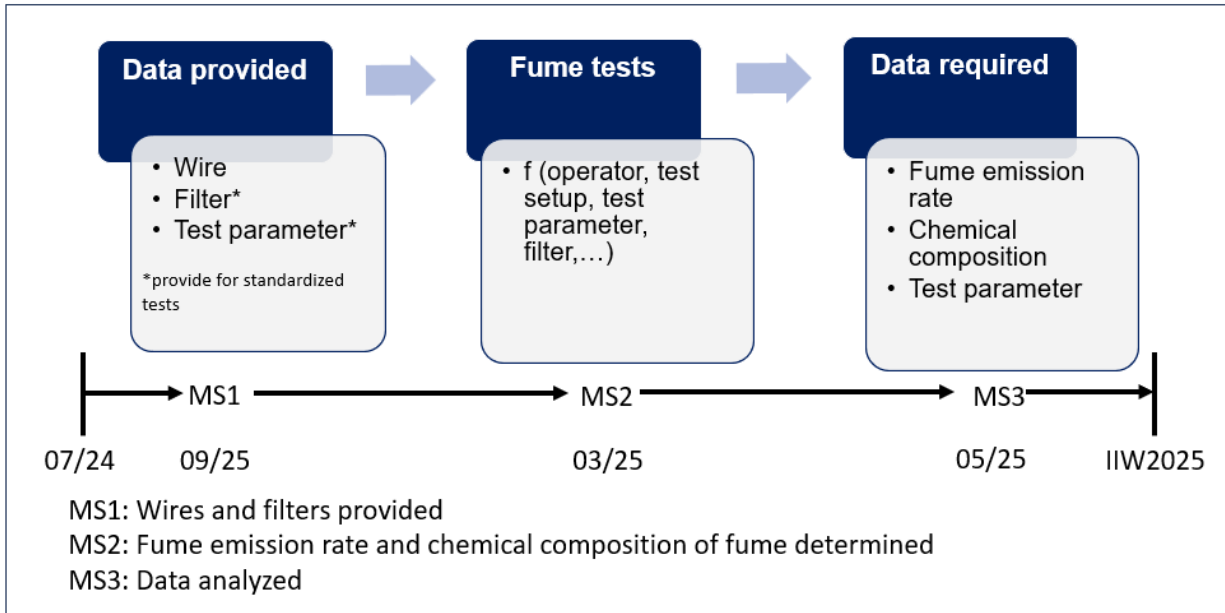 Data provided
Fume tests
Data required
• Wire
• Filter*
• Test parameter*
*provide for standardized
tests
• f (operator, test
setup, test
parameter,
filter,…)
• Fume emission
rate
• Chemical
composition
• Test parameter
MS1
MS2
MS3
07/24
09/25
03/25
05/25
IIW2025
MS1: Wires and filters provided
MS2: Fume emission rate and chemical composition of fume determined
MS3: Data analyzed